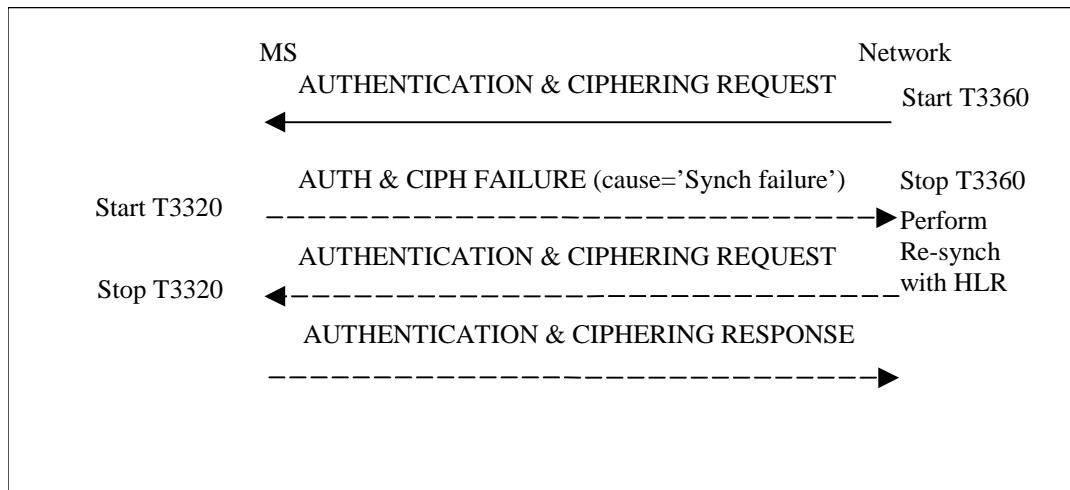 MS
Network
AUTHENTICATION & CIPHERING REQUEST
Start T3360
AUTH & CIPH FAILURE (cause=’Synch failure’)
Stop T3360
Start T3320
Perform
Re-synch
with HLR
AUTHENTICATION & CIPHERING REQUEST
Stop T3320
AUTHENTICATION & CIPHERING RESPONSE